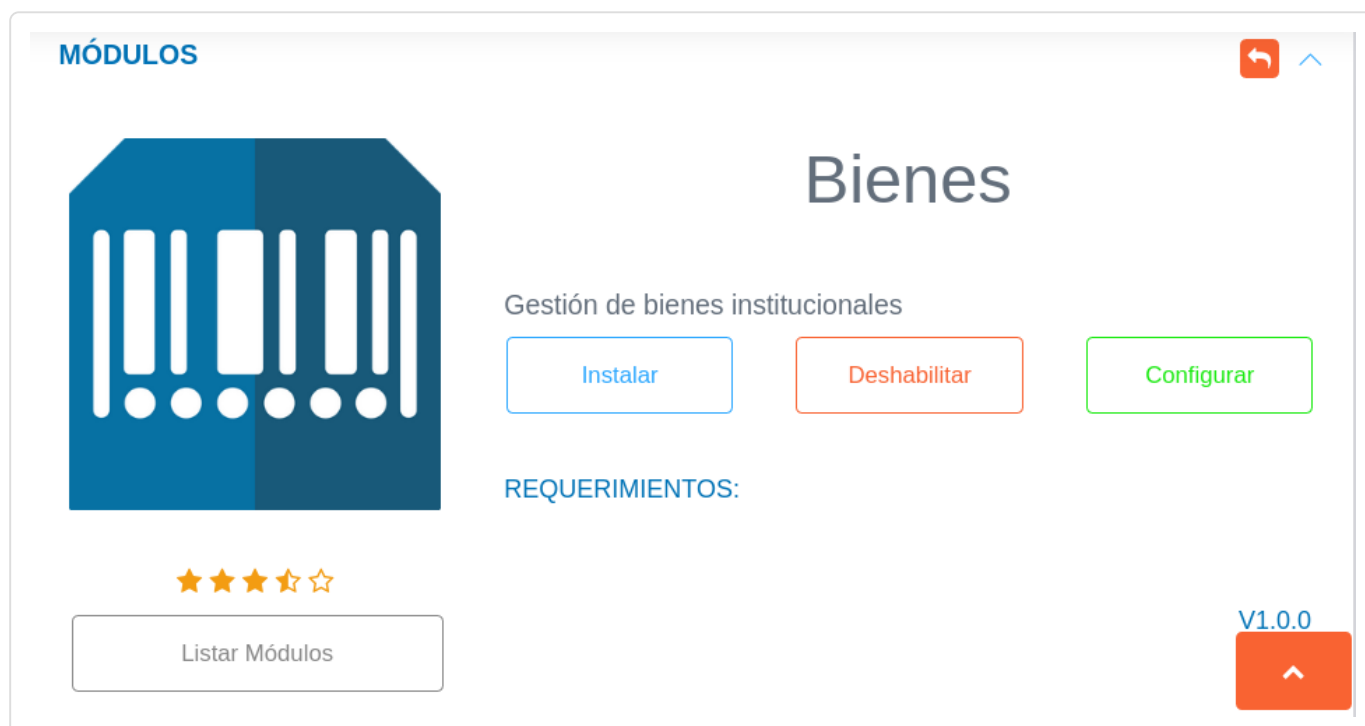 MÓDULOS
Bienes
Gestión de bienes institucionales
Instalar
Deshabilitar
Configurar
REQUERIMIENTOS:
V1.0.0
Listar Módulos